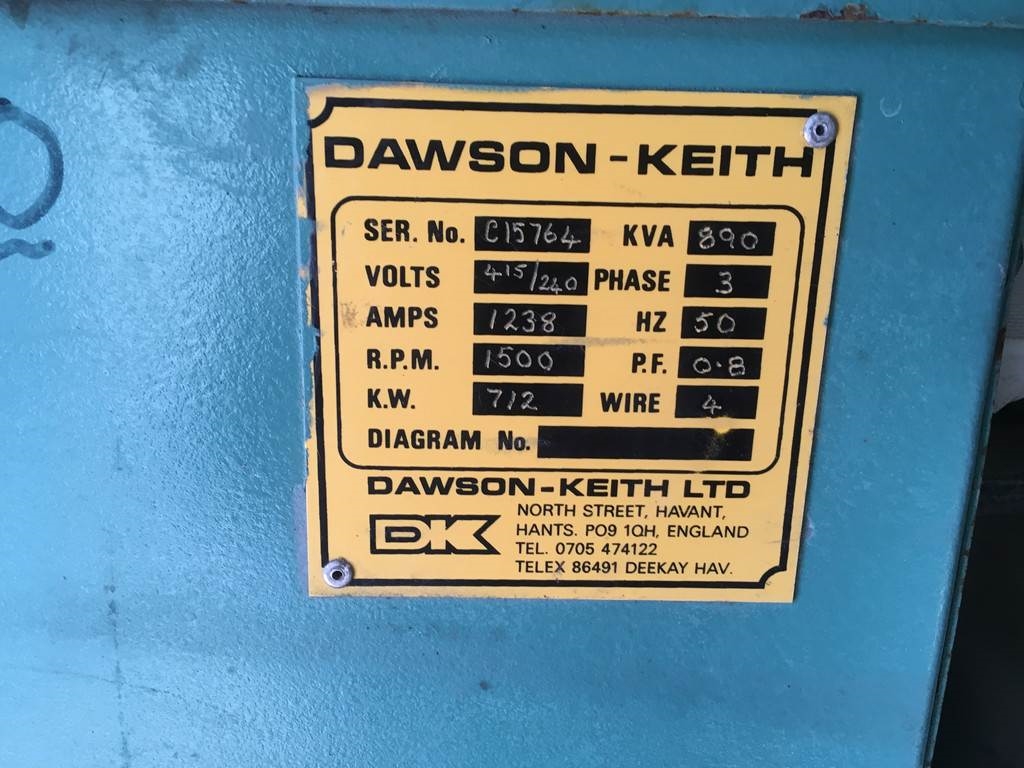 DAWSON-KEITH
SER. No. C15764 KVA 890
VOLTS 415/240 PHASE 3
AMPS 1238 HZ 50
R.P.M. 1500 P.F. 0.8
K.W. 712 WIRE 4
DIAGRAM No.
DAWSON-KEITH LTD
DK
NORTH STREET, HAVANT,
HANTS. PO9 1QH, ENGLAND
TEL. 0705 474122
TELEX 86491 DEEKAY HAV.